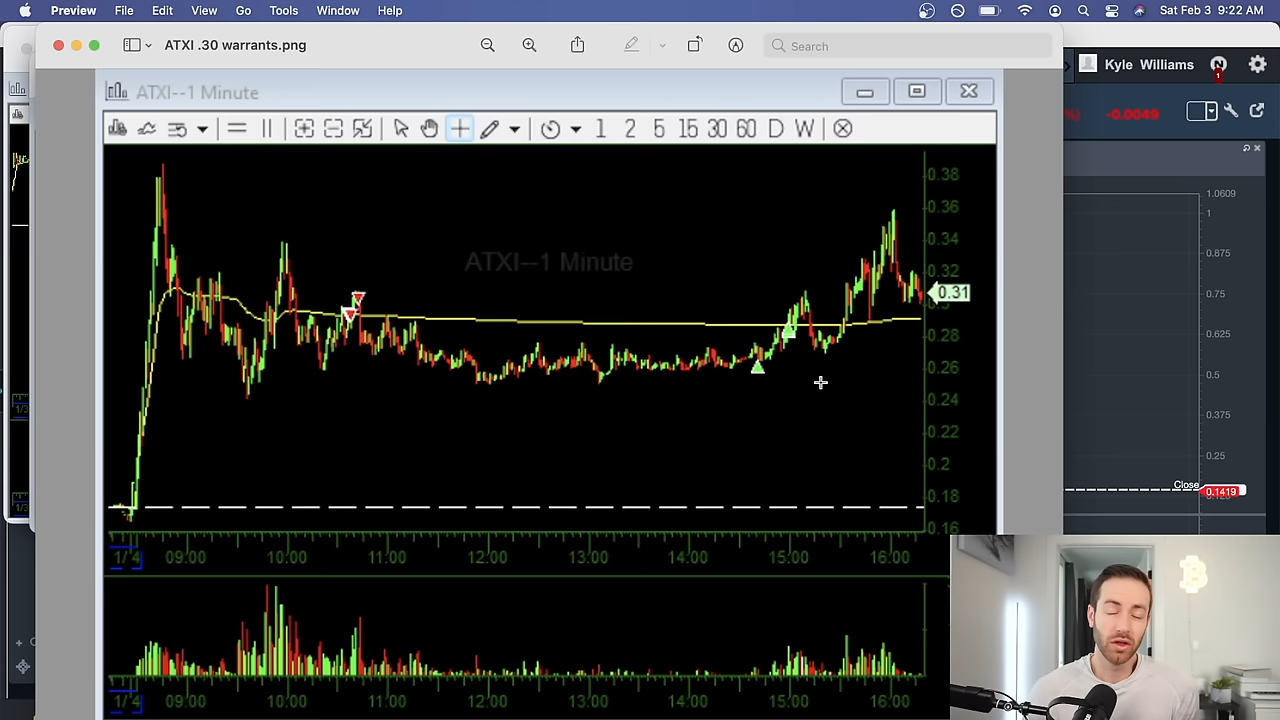 Preview File Edit View Go Tools Window Help Sat Feb 3 9:22 AM
ATXI .30 warrants.png Search
Kyle Williams
1
ATXI--1 Minute
-0.0049
1 2 5 15 30 60 D W
ATXI--1 Minute
0.38
0.36
0.34
0.32
0.31
0.28
0.26
0.24
0.22
0.2
0.18
0.16
1/4 09:00 10:00 11:00 12:00 13:00 14:00 15:00 16:00
1/4 09:00 10:00 11:00 12:00 13:00 14:00 15:00 16:00
1.0609
1
0.875
0.75
0.625
0.5
0.375
0.25
Close
0.1419